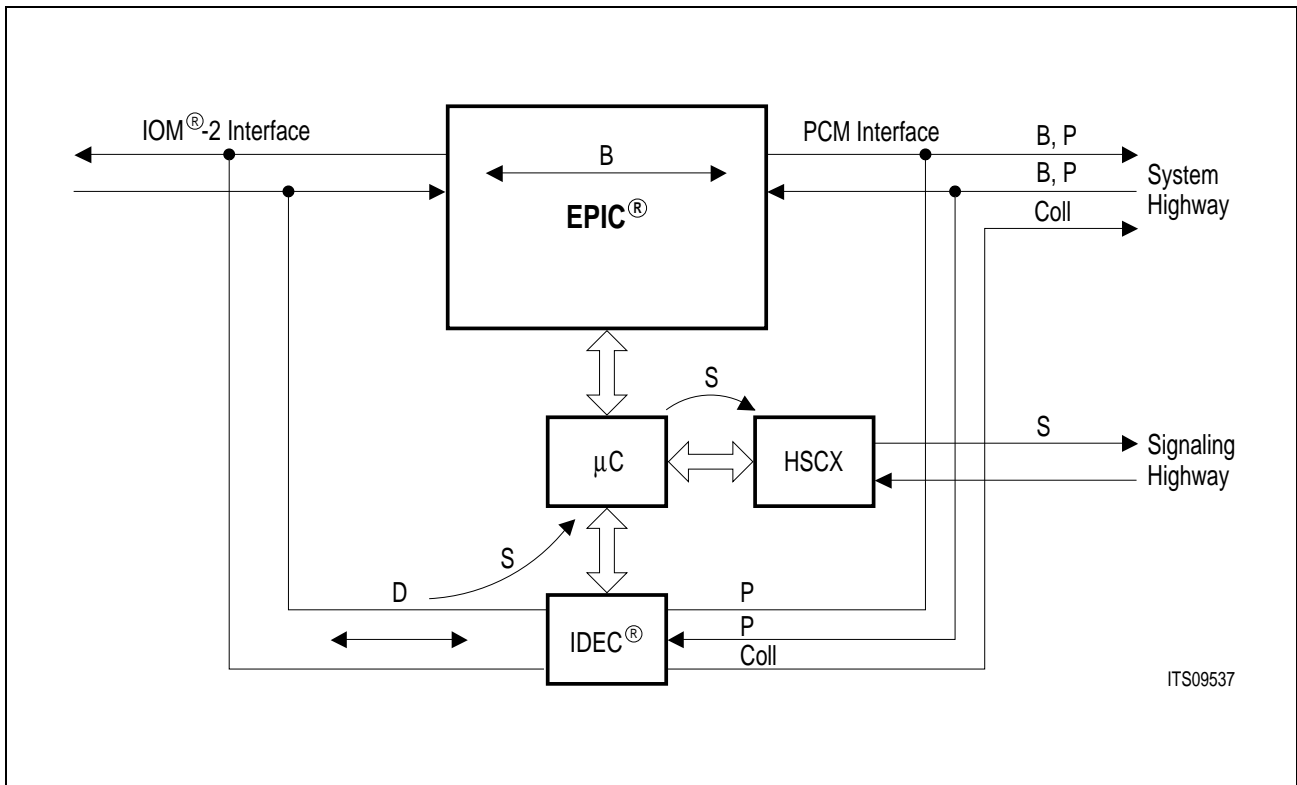 IOM®-2 Interface
PCM Interface
B, P
B
B, P
System
Highway
EPIC®
Coll
S
S
μC
HSCX
Signaling
Highway
S
D
P
P
IDEC®
Coll
ITS09537